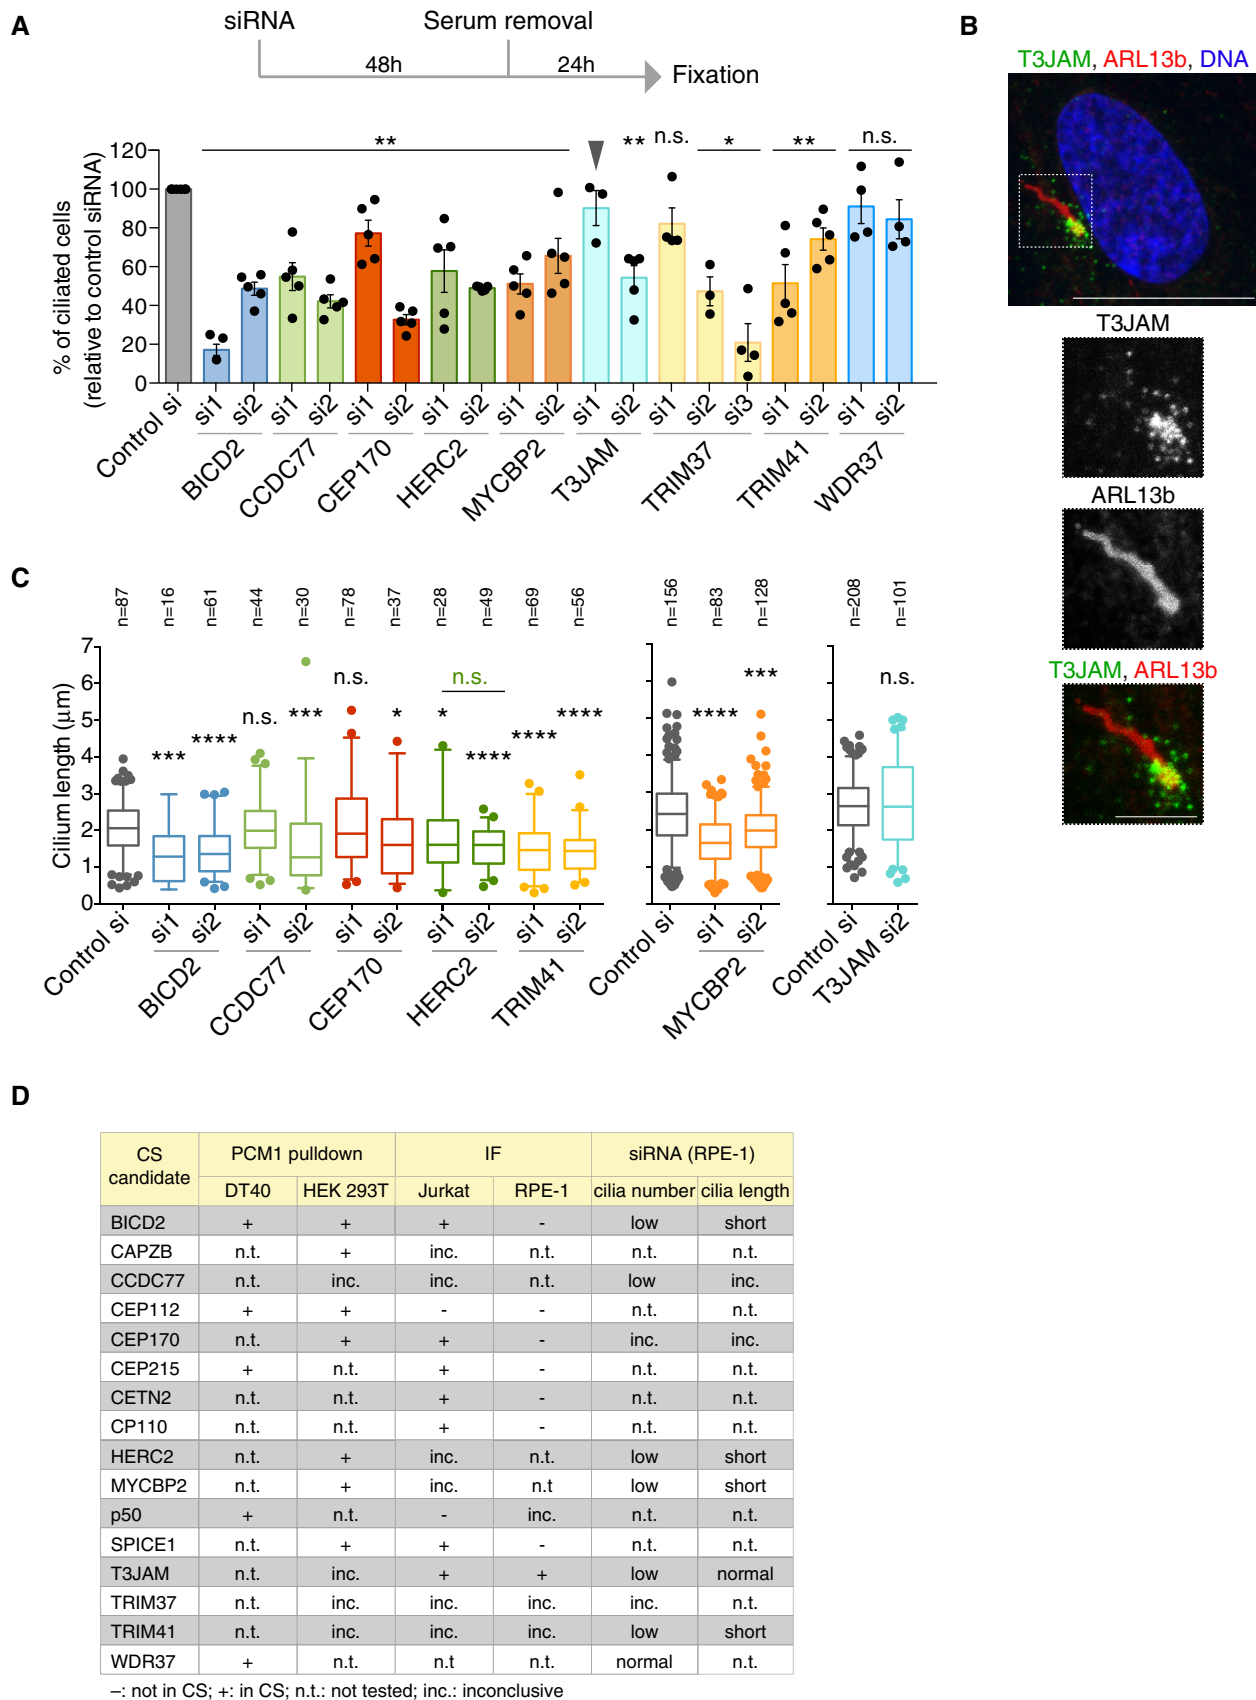 A
siRNA
Serum removal
48h
24h
Fixation
% of ciliated cells
(relative to control siRNA)
120
100
80
60
40
20
0
**
**
n.s.
*
**
n.s.
Control si
si1
si2
si1
si2
si1
si2
si1
si2
si1
si2
si1
si2
si1
si2
si3
si1
si2
si1
si2
BICD2
CCDC77
CEP170
HERC2
MYCBP2
T3JAM
TRIM37
TRIM41
WDR37
B
T3JAM, ARL13b, DNA
T3JAM
ARL13b
T3JAM, ARL13b
C
n=87
n=16
n=61
n=44
n=30
n=78
n=37
n=28
n=49
n=69
n=56
n=156
n=83
n=128
n=208
n=101
Cilium length (μm)
7
6
5
4
3
2
1
0
***
****
n.s.
***
n.s.
*
*
n.s.
****
****
****
****
***
n.s.
Control si
si1
si2
si1
si2
si1
si2
si1
si2
si1
si2
BICD2
CCDC77
CEP170
HERC2
TRIM41
Control si
si1
si2
MYCBP2
Control si
T3JAM si2
D
CS candidate PCM1 pulldown IF siRNA (RPE-1)
DT40 HEK 293T Jurkat RPE-1 cilia number cilia length
BICD2 + + + - low short
CAPZB n.t. + inc. n.t. n.t. n.t.
CCDC77 n.t. inc. inc. n.t. low inc.
CEP112 + + - - n.t. n.t.
CEP170 n.t. + + - inc. inc.
CEP215 + n.t. + - n.t. n.t.
CETN2 n.t. n.t. + - n.t. n.t.
CP110 n.t. n.t. + - n.t. n.t.
HERC2 n.t. + inc. n.t. low short
MYCBP2 n.t. + inc. n.t low short
p50 + n.t. - inc. n.t. n.t.
SPICE1 n.t. + + - n.t. n.t.
T3JAM n.t. inc. + + low normal
TRIM37 n.t. inc. inc. inc. inc. n.t.
TRIM41 n.t. inc. inc. inc. low short
WDR37 + n.t. n.t n.t. normal n.t.
–: not in CS; +: in CS; n.t.: not tested; inc.: inconclusive